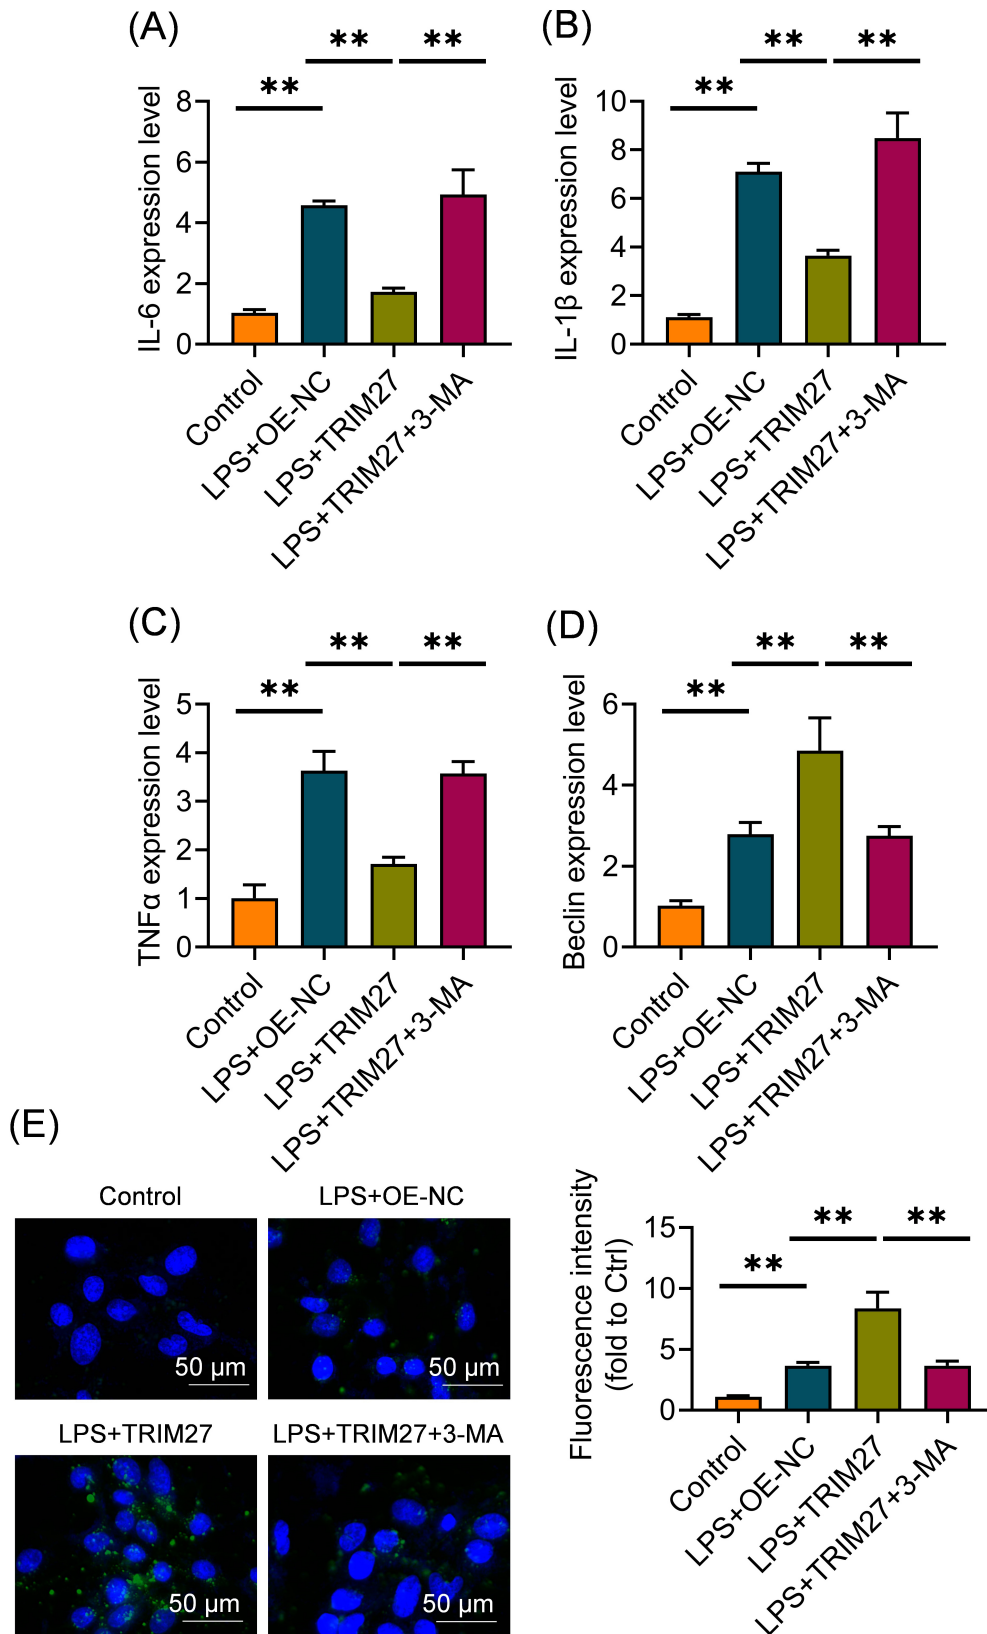 (A)
** **
**
IL-6 expression level
8
6
4
2
0
Control
LPS+OE-NC
LPS+TRIM27
LPS+TRIM27+3-MA
(B)
** **
**
IL-1β expression level
10
8
6
4
2
0
Control
LPS+OE-NC
LPS+TRIM27
LPS+TRIM27+3-MA
(C)
** **
**
TNFα expression level
5
4
3
2
1
0
Control
LPS+OE-NC
LPS+TRIM27
LPS+TRIM27+3-MA
(D)
** **
**
Beclin expression level
6
4
2
0
Control
LPS+OE-NC
LPS+TRIM27
LPS+TRIM27+3-MA
(E)
Control
50 μm
LPS+OE-NC
50 μm
LPS+TRIM27
50 μm
LPS+TRIM27+3-MA
50 μm
Fluorescence intensity
(fold to Ctrl)
** **
**
15
10
5
0
Control
LPS+OE-NC
LPS+TRIM27
LPS+TRIM27+3-MA